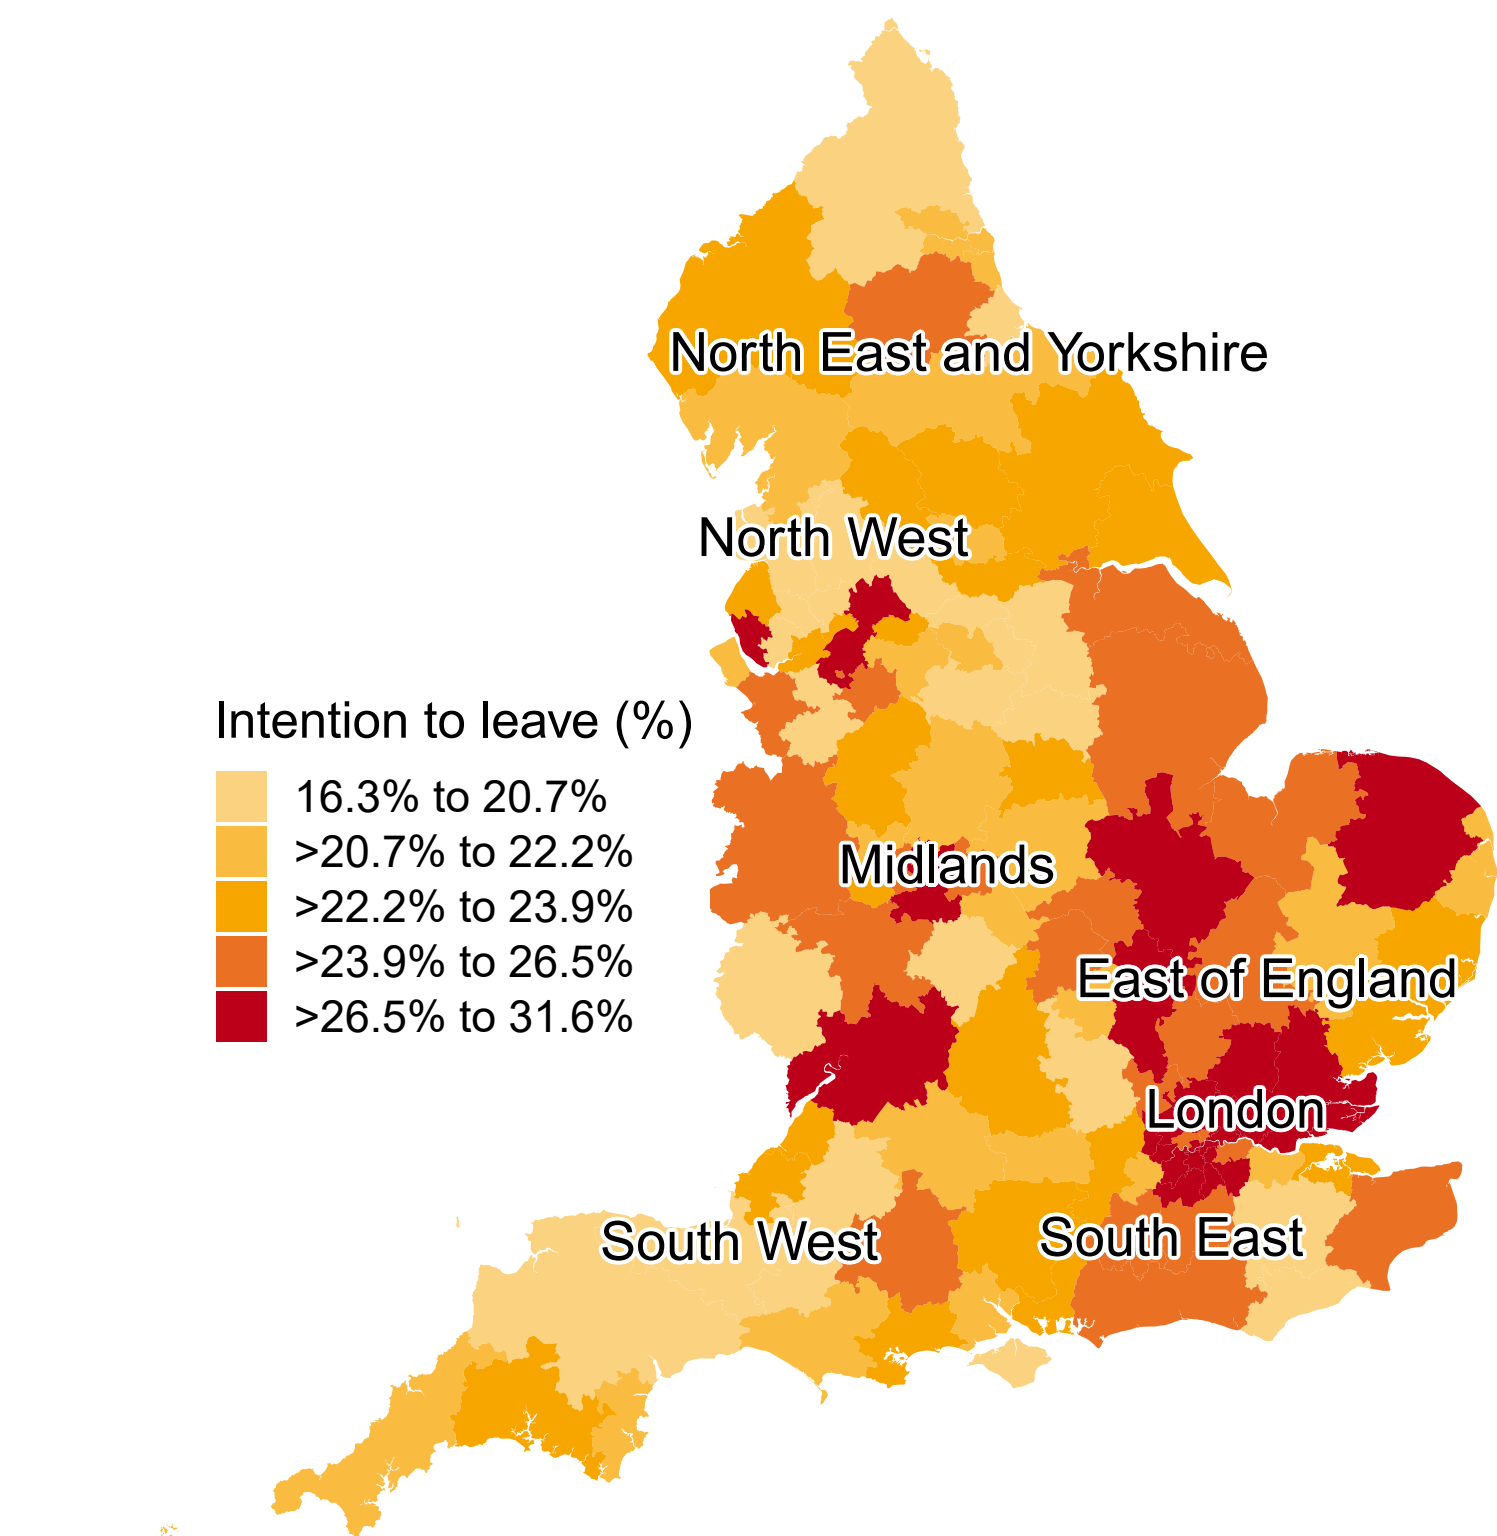 North East and Yorkshire
North West
Intention to leave (%)
16.3% to 20.7%
>20.7% to 22.2%
>22.2% to 23.9%
>23.9% to 26.5%
>26.5% to 31.6%
Midlands
East of England
London
South West
South East